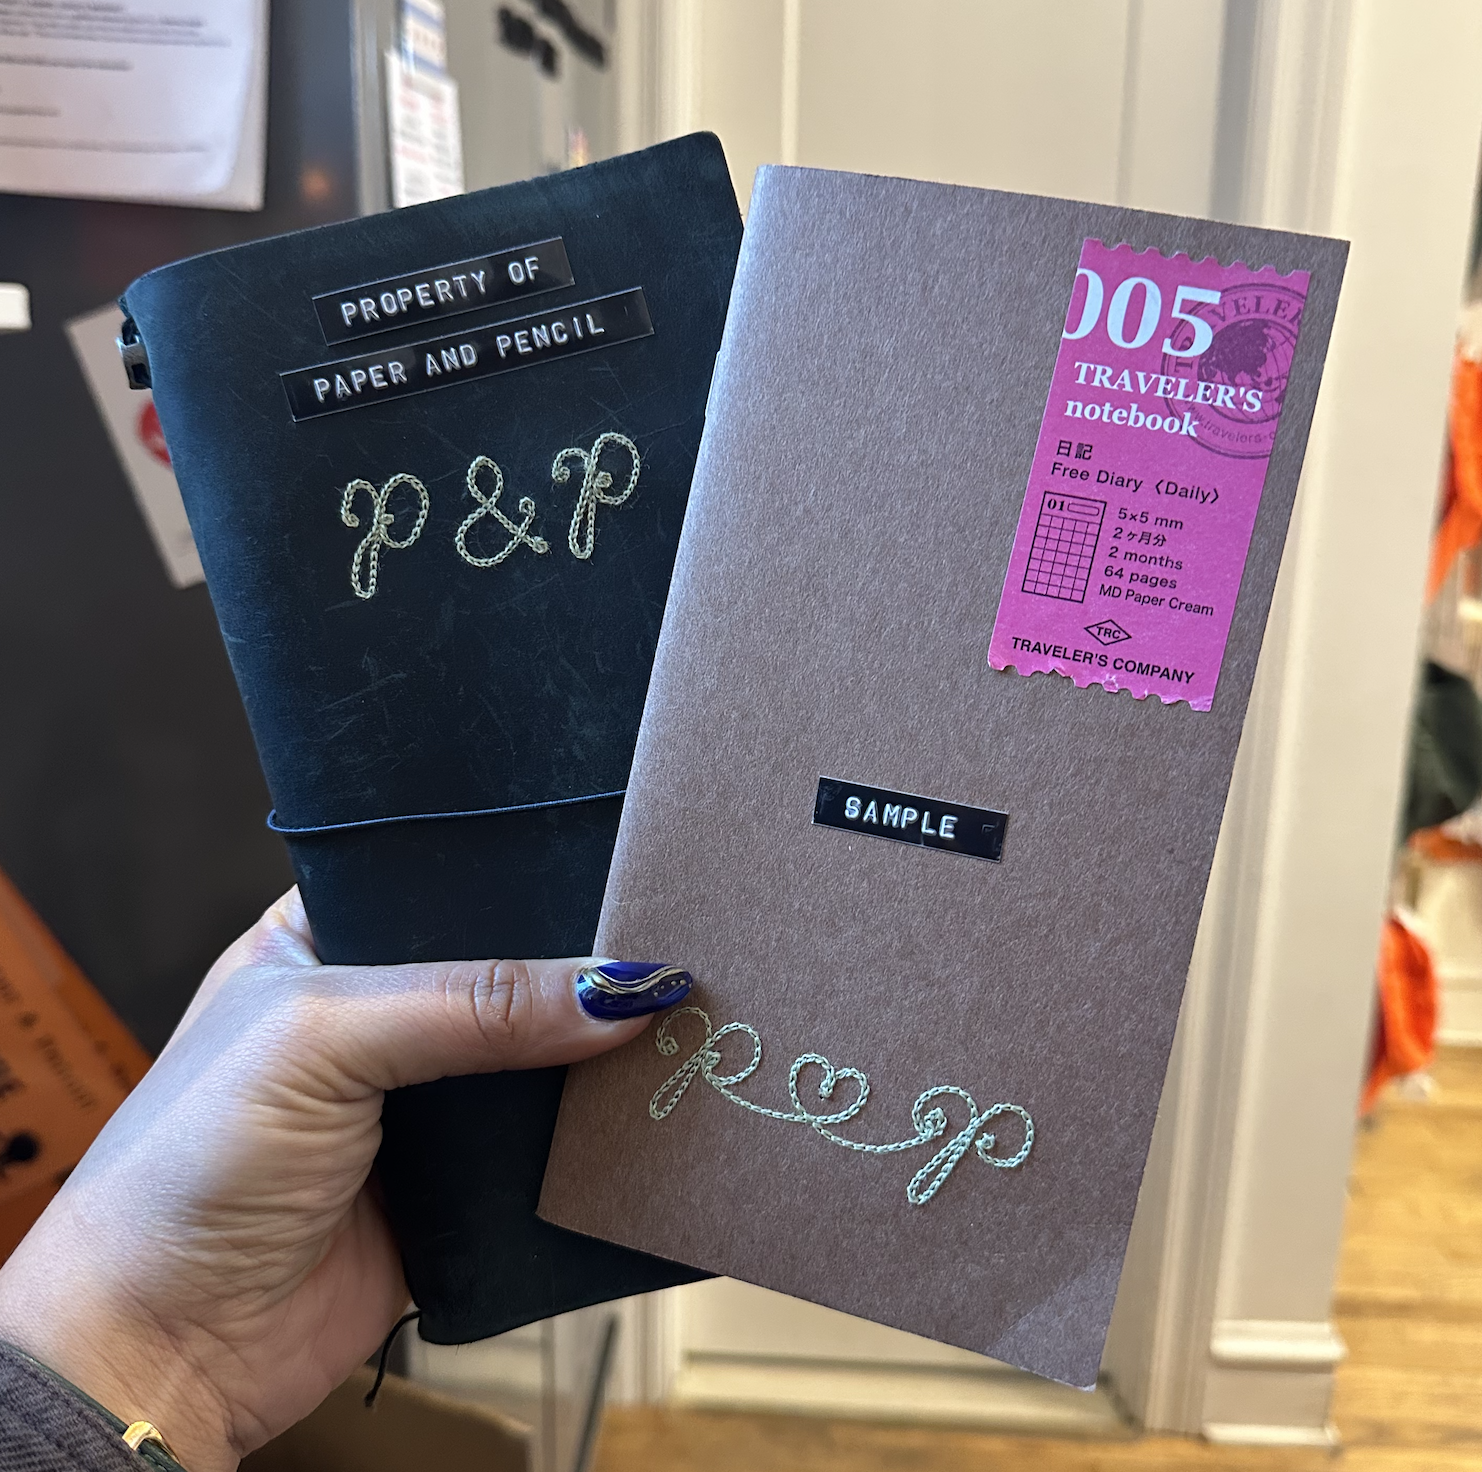 PROPERTY OF
PAPER AND PENCIL
P & P
005
TRAVELER'S
notebook
日記
Free Diary 〈Daily〉
01
5×5 mm
2ヶ月分
2 months
64 pages
MD Paper Cream
TRC
TRAVELER'S COMPANY
SAMPLE
P P